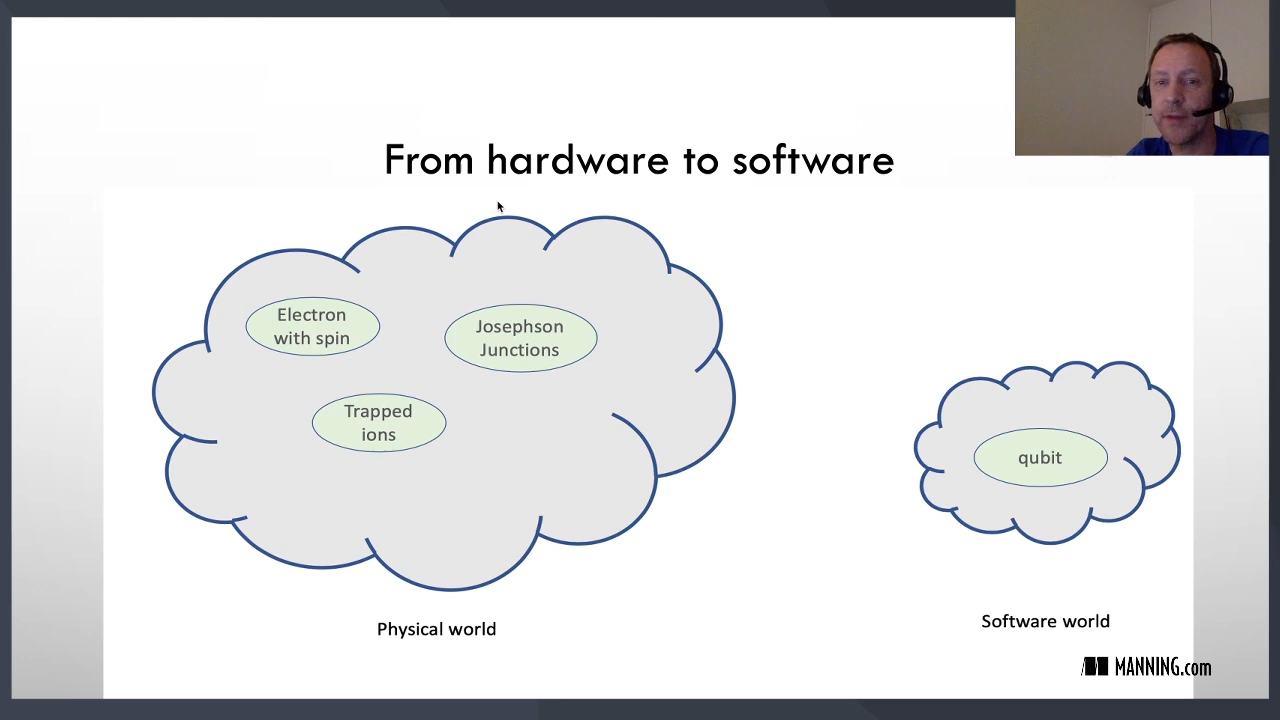 From hardware to software
Electron
with spin
Josephson
Junctions
Trapped
ions
qubit
Physical world
Software world
MANNING.com